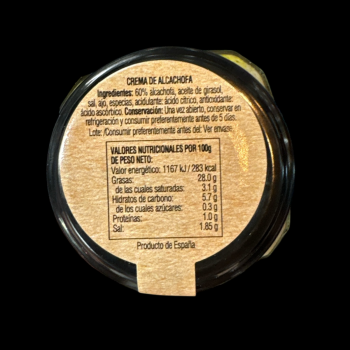 CREMA DE ALCACHOFA
Ingredientes: 60% alcachofa, aceite de girasol,
sal, ajo, especias, acidulante: ácido cítrico, antioxidante:
ácido ascórbico. Conservación: Una vez abierto, conservar en
refrigeración y consumir preferentemente antes de 5 días.
Lote: /Consumir preferentemente antes del: Ver envase.
VALORES NUTRICIONALES POR 100g
DE PESO NETO:
Valor energético: 1167 kJ / 283 kcal
Grasas: 28.0 g
de las cuales saturadas: 3.1 g
Hidratos de carbono: 5.7 g
de los cuales azúcares: 0.3 g
Proteínas: 1.0 g
Sal: 1.85 g
Producto de España